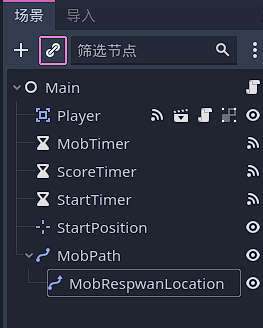 场景 导入
筛选节点
Main
Player
MobTimer
ScoreTimer
StartTimer
StartPosition
MobPath
MobRespwanLocation